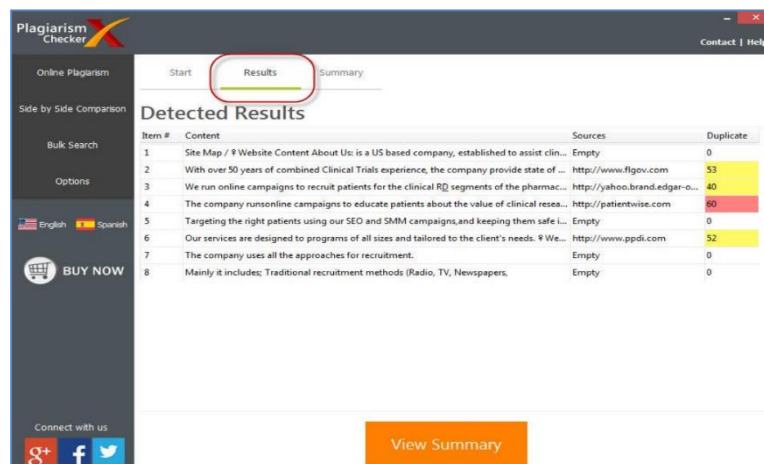 Plagiarism
Checker
Contact | Help
Online Plagiarism
Side by Side Comparison
Bulk Search
Options
English Spanish
BUY NOW
Connect with us
g+ f
Start Results Summary
Detected Results
Item # Content Sources Duplicate
1 Site Map / Website Content About Us: is a US based company, established to assist clin... Empty 0
2 With over 50 years of combined Clinical Trials experience, the company provide state of ... http://www.flgov.com 53
3 We run online campaigns to recruit patients for the clinical RD segments of the pharmac... http://yahoo.brand.edgar-o... 40
4 The company runsonline campaigns to educate patients about the value of clinical resea... http://patientwise.com 60
5 Targeting the right patients using our SEO and SMM campaigns,and keeping them safe i... Empty 0
6 Our services are designed to programs of all sizes and tailored to the client's needs. We... http://www.ppdi.com 52
7 The company uses all the approaches for recruitment. Empty 0
8 Mainly it includes; Traditional recruitment methods (Radio, TV, Newspapers, Empty 0
View Summary